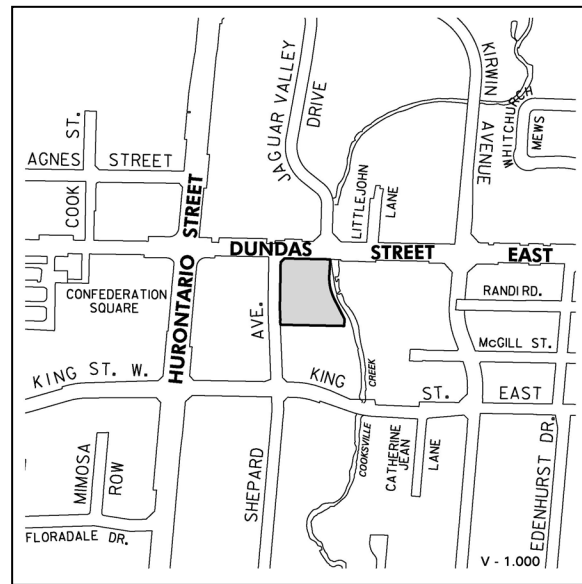 JAGUAR VALLEY
DRIVE
KIRWIN
AVENUE
WHITCHURCH
MEWS
AGNES STREET
COOK
ST.
HURONTARIO STREET
LITTLEJOHN
LANE
DUNDAS STREET EAST
CONFEDERATION
SQUARE
AVE.
SHEPARD
RANDI RD.
McGILL ST.
KING ST. W.
KING ST. EAST
CREEK
COOKSVILLE
CATHERINE
JEAN
LANE
EDENHURST DR.
MIMOSA
ROW
FLORADALE DR.
V - 1.000